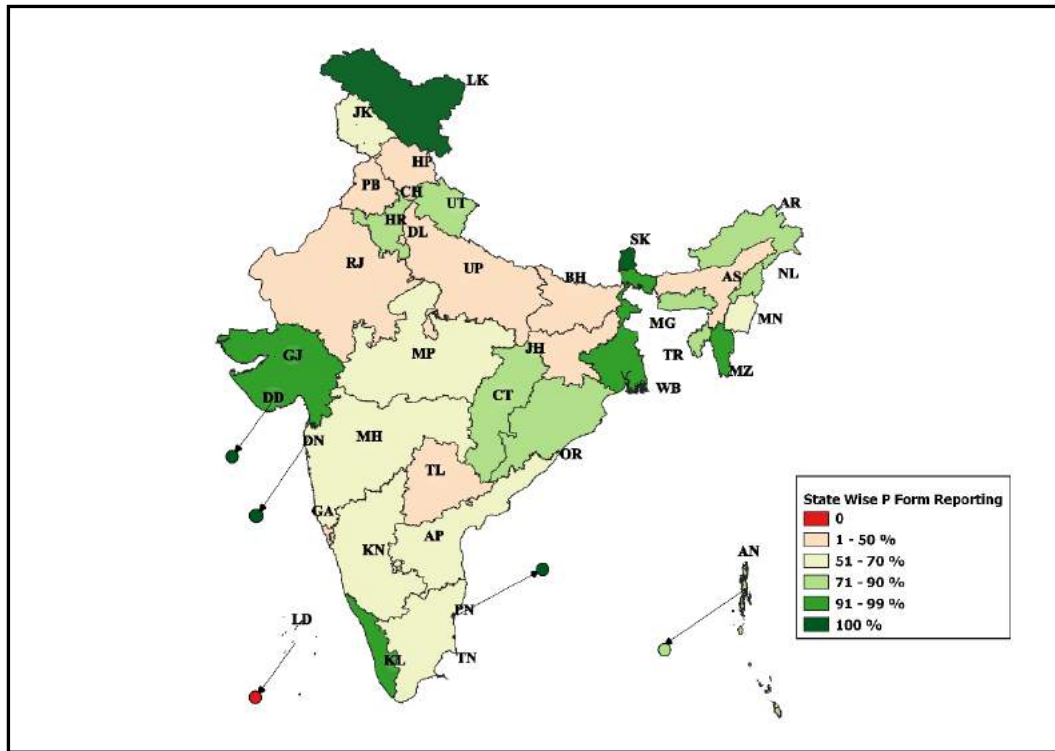 LK
JK
HP
PB
CH
UT
HR
DL
AR
SK
RJ
UP
BH
AS
NL
MG
MN
GJ
MP
JH
TR
MZ
DD
CT
WB
DN
MH
OR
TL
GA
AP
KN
AN
PN
LD
KL
TN
State Wise P Form Reporting
0
1 - 50 %
51 - 70 %
71 - 90 %
91 - 99 %
100 %